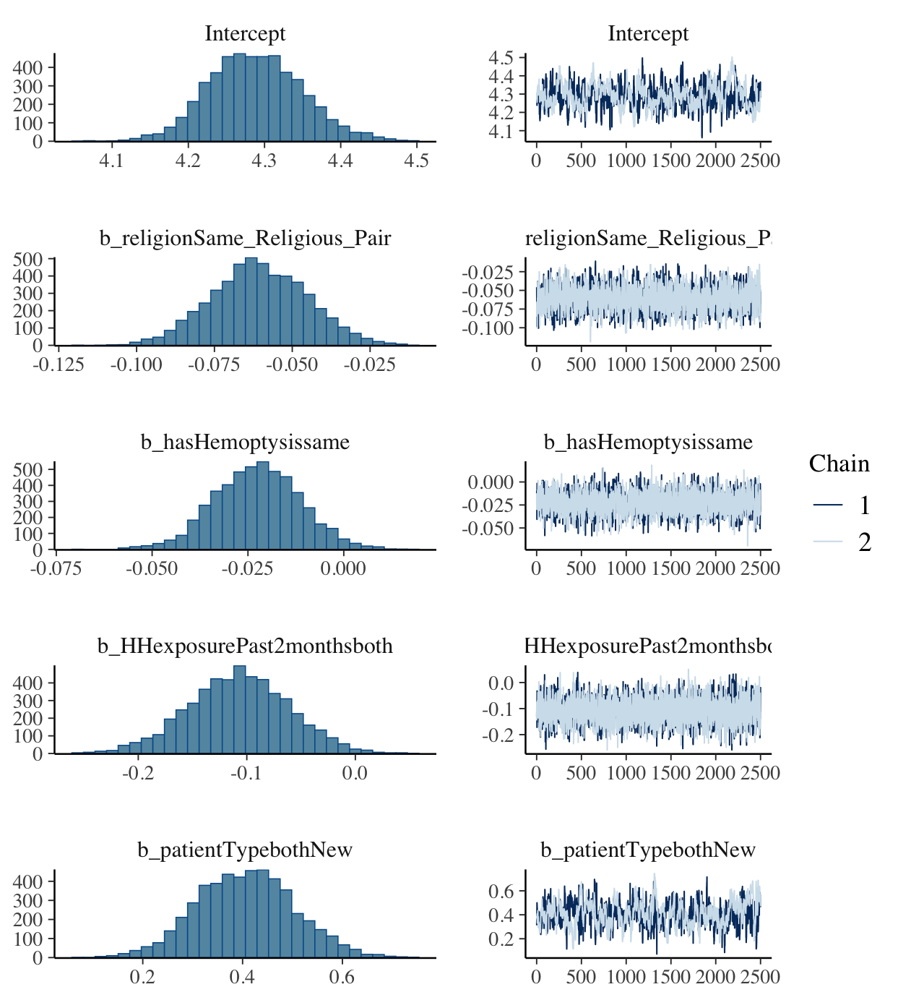 Intercept
400
300
200
100
0
4.1 4.2 4.3 4.4 4.5
Intercept
4.5
4.4
4.3
4.2
4.1
0 500 1000 1500 2000 2500
b_religionSame_Religious_Pair
500
400
300
200
100
0
-0.125 -0.100 -0.075 -0.050 -0.025
religionSame_Religious_P
-0.025
-0.050
-0.075
-0.100
0 500 1000 1500 2000 2500
b_hasHemoptysissame
500
400
300
200
100
0
-0.075 -0.050 -0.025 0.000
b_hasHemoptysissame
0.000
-0.025
-0.050
0 500 1000 1500 2000 2500
Chain
1
2
b_HHexposurePast2monthsboth
400
300
200
100
0
-0.2 -0.1 0.0
HHexposurePast2monthsbo
0.0
-0.1
-0.2
0 500 1000 1500 2000 2500
b_patientTypebothNew
400
300
200
100
0
0.2 0.4 0.6
b_patientTypebothNew
0.6
0.4
0.2
0 500 1000 1500 2000 2500